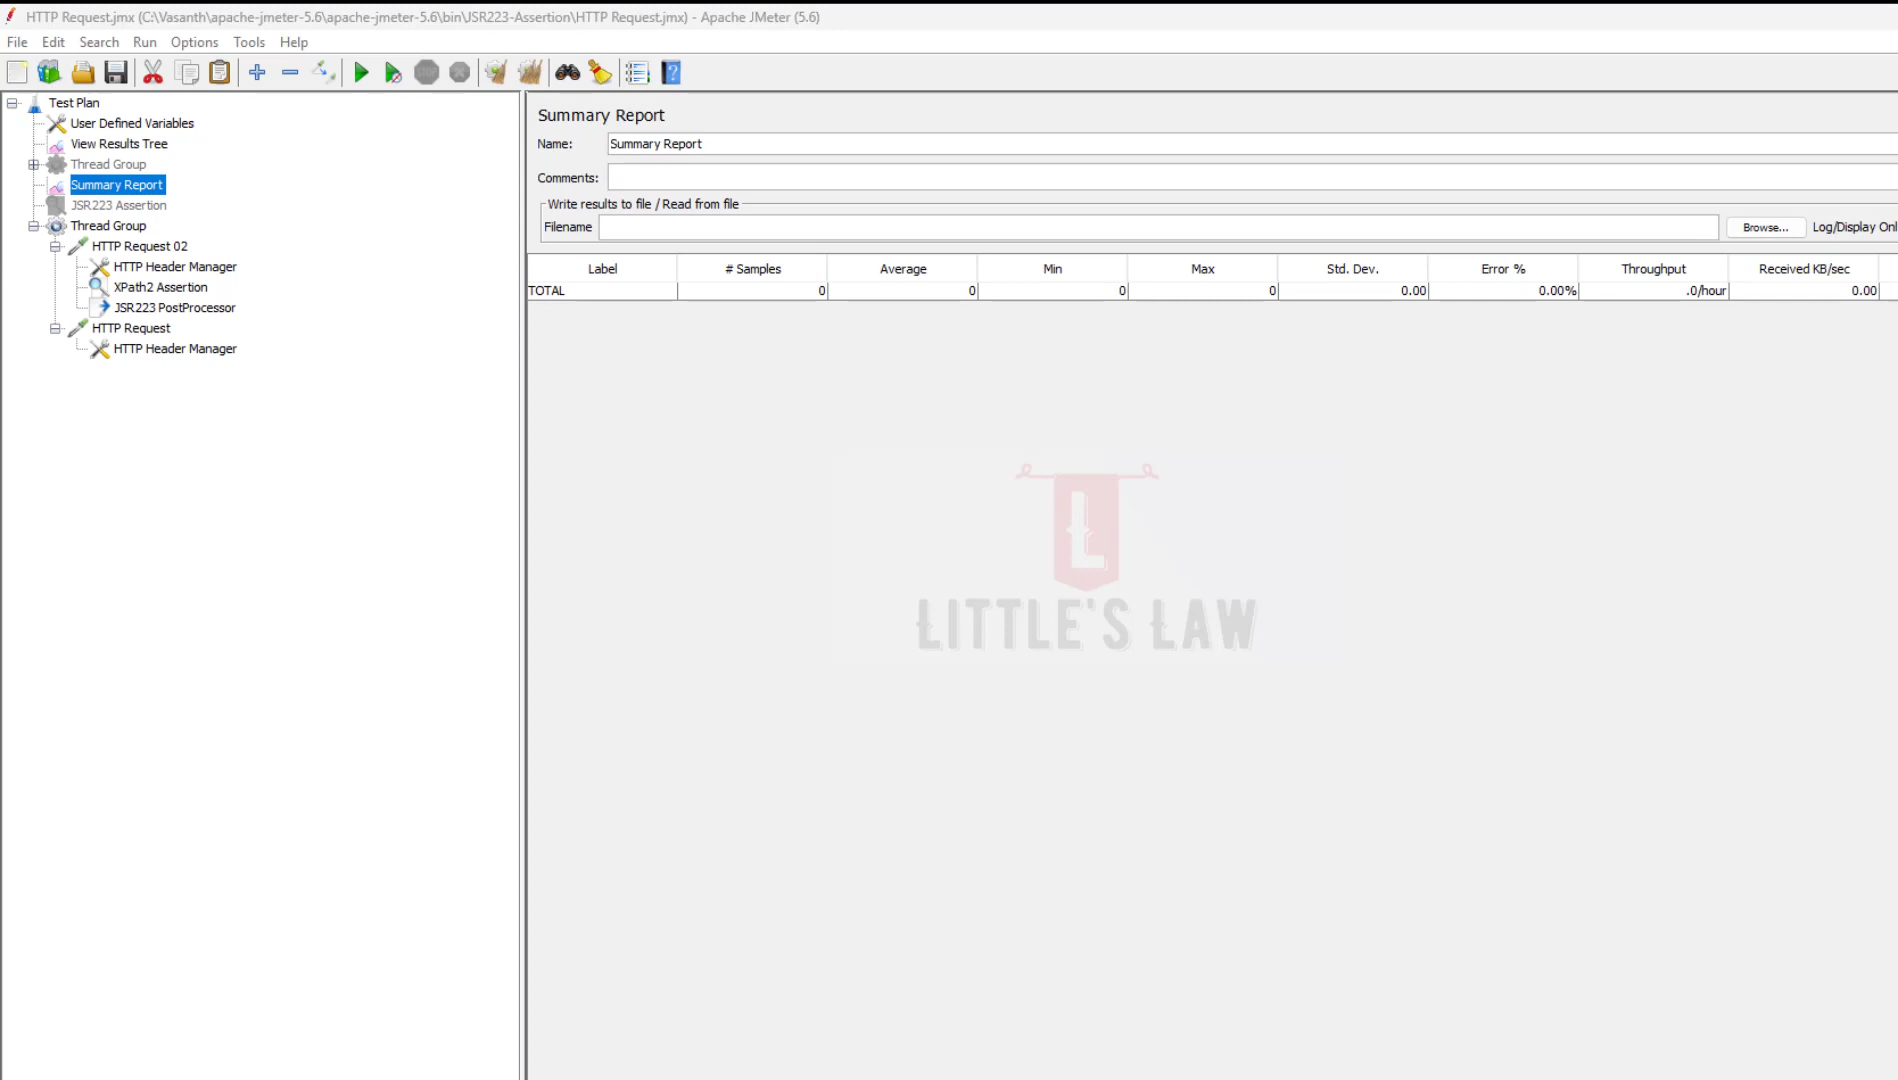 HTTP Request.jmx (C:\Vasanth\apache-jmeter-5.6\apache-jmeter-5.6\bin\JSR223-Assertion\HTTP Request.jmx) - Apache JMeter (5.6)
File Edit Search Run Options Tools Help
STOP
?
Test Plan
User Defined Variables
View Results Tree
Thread Group
Summary Report
JSR223 Assertion
Thread Group
HTTP Request 02
HTTP Header Manager
XPath2 Assertion
JSR223 PostProcessor
HTTP Request
HTTP Header Manager
Summary Report
Name: Summary Report
Comments:
Write results to file / Read from file
Filename Browse... Log/Display Onl
Label # Samples Average Min Max Std. Dev. Error % Throughput Received KB/sec
TOTAL 0 0 0 0 0.00 0.00% .0/hour 0.00
L
LITTLE'S LAW